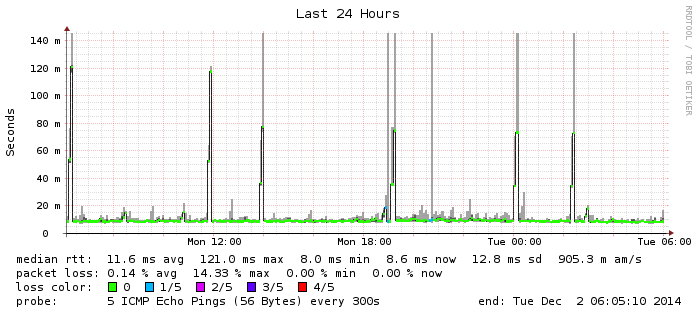 Last 24 Hours
RRDTOOL / TOBI OETIKER
Seconds
140 m
120 m
100 m
80 m
60 m
40 m
20 m
0
Mon 12:00 Mon 18:00 Tue 00:00 Tue 06:00
median rtt: 11.6 ms avg 121.0 ms max 8.0 ms min 8.6 ms now 12.8 ms sd 905.3 m am/s
packet loss: 0.14 % avg 14.33 % max 0.00 % min 0.00 % now
loss color: 0 1/5 2/5 3/5 4/5
probe: 5 ICMP Echo Pings (56 Bytes) every 300s end: Tue Dec 2 06:05:10 2014